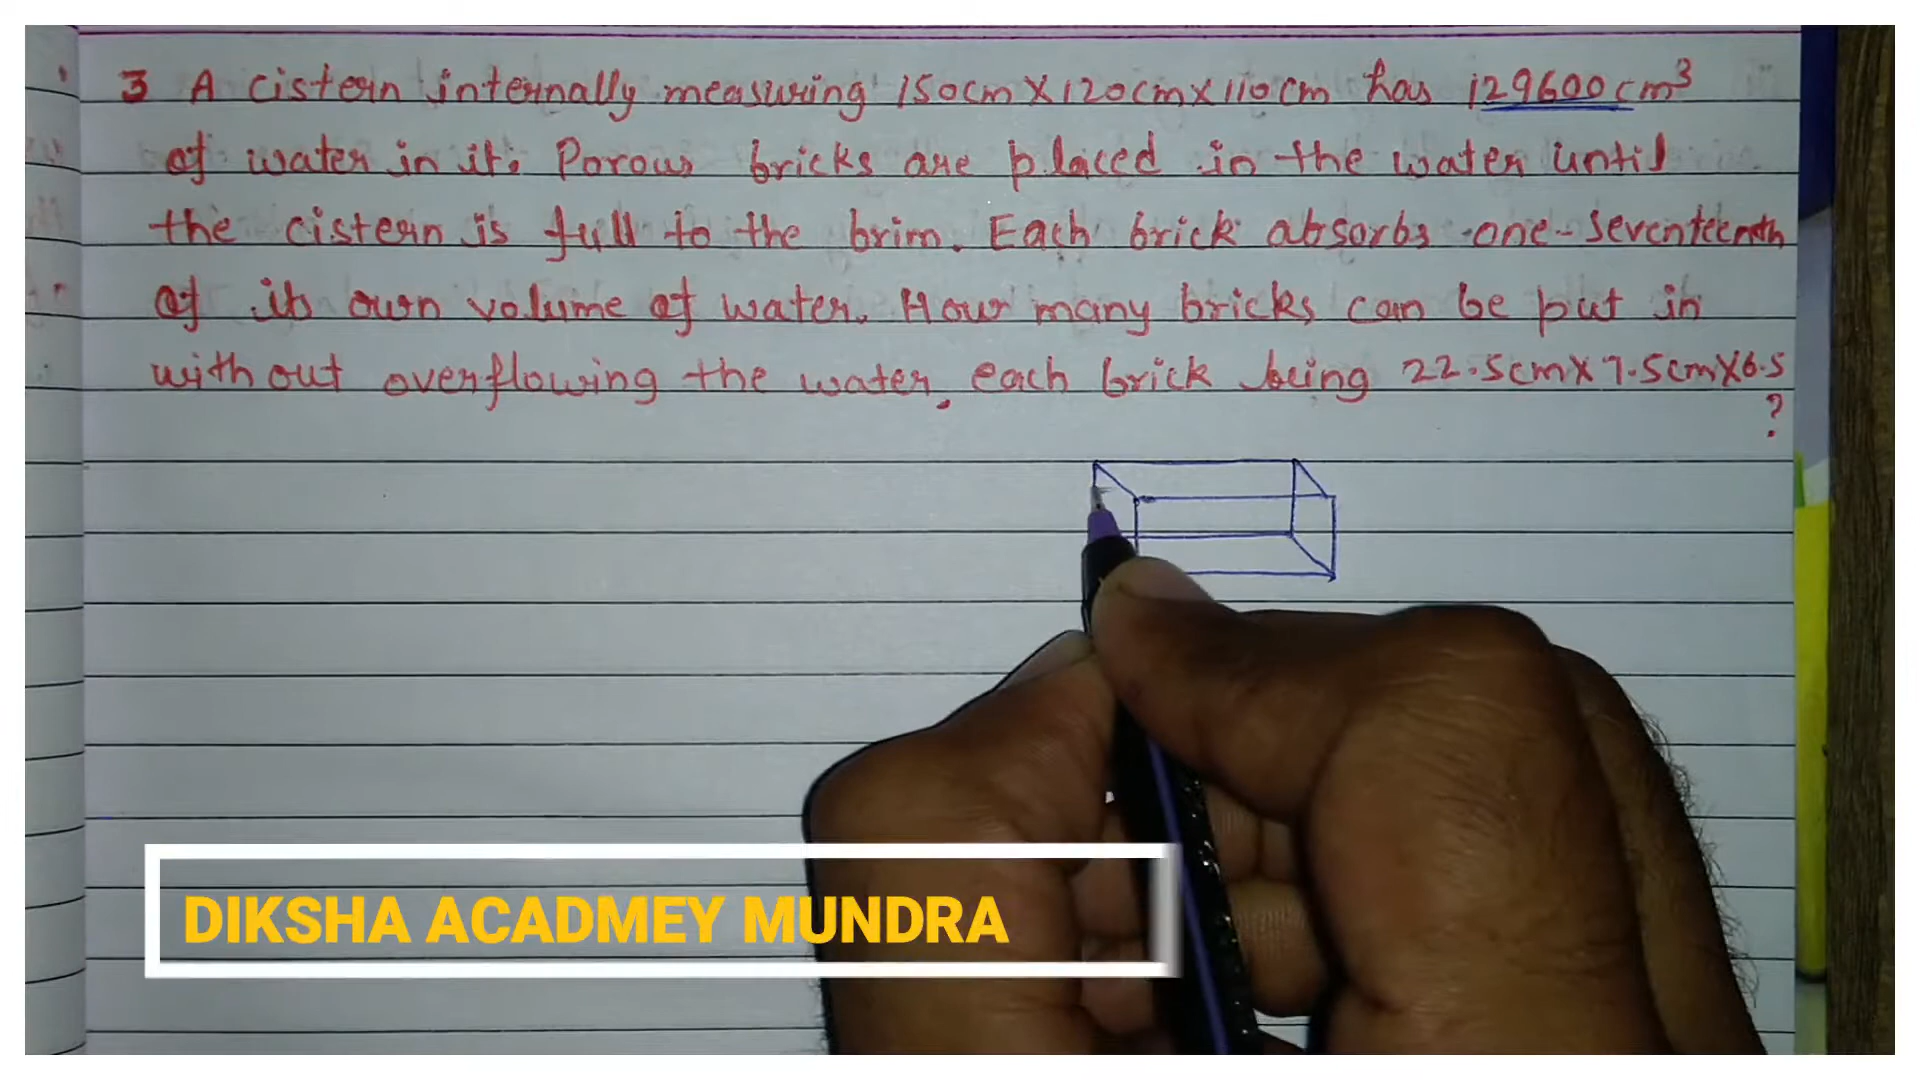 3 A cistern internally measuring 150cm X 120cm x 110cm has 129600cm³
of water in it. Porous bricks are placed in the water until
the cistern is full to the brim. Each brick absorbs one-seventeenth
of its own volume of water. How many bricks can be put in
without overflowing the water, each brick being 22.5cm X 7.5cm X 6.5
?
DIKSHA ACADMEY MUNDRA